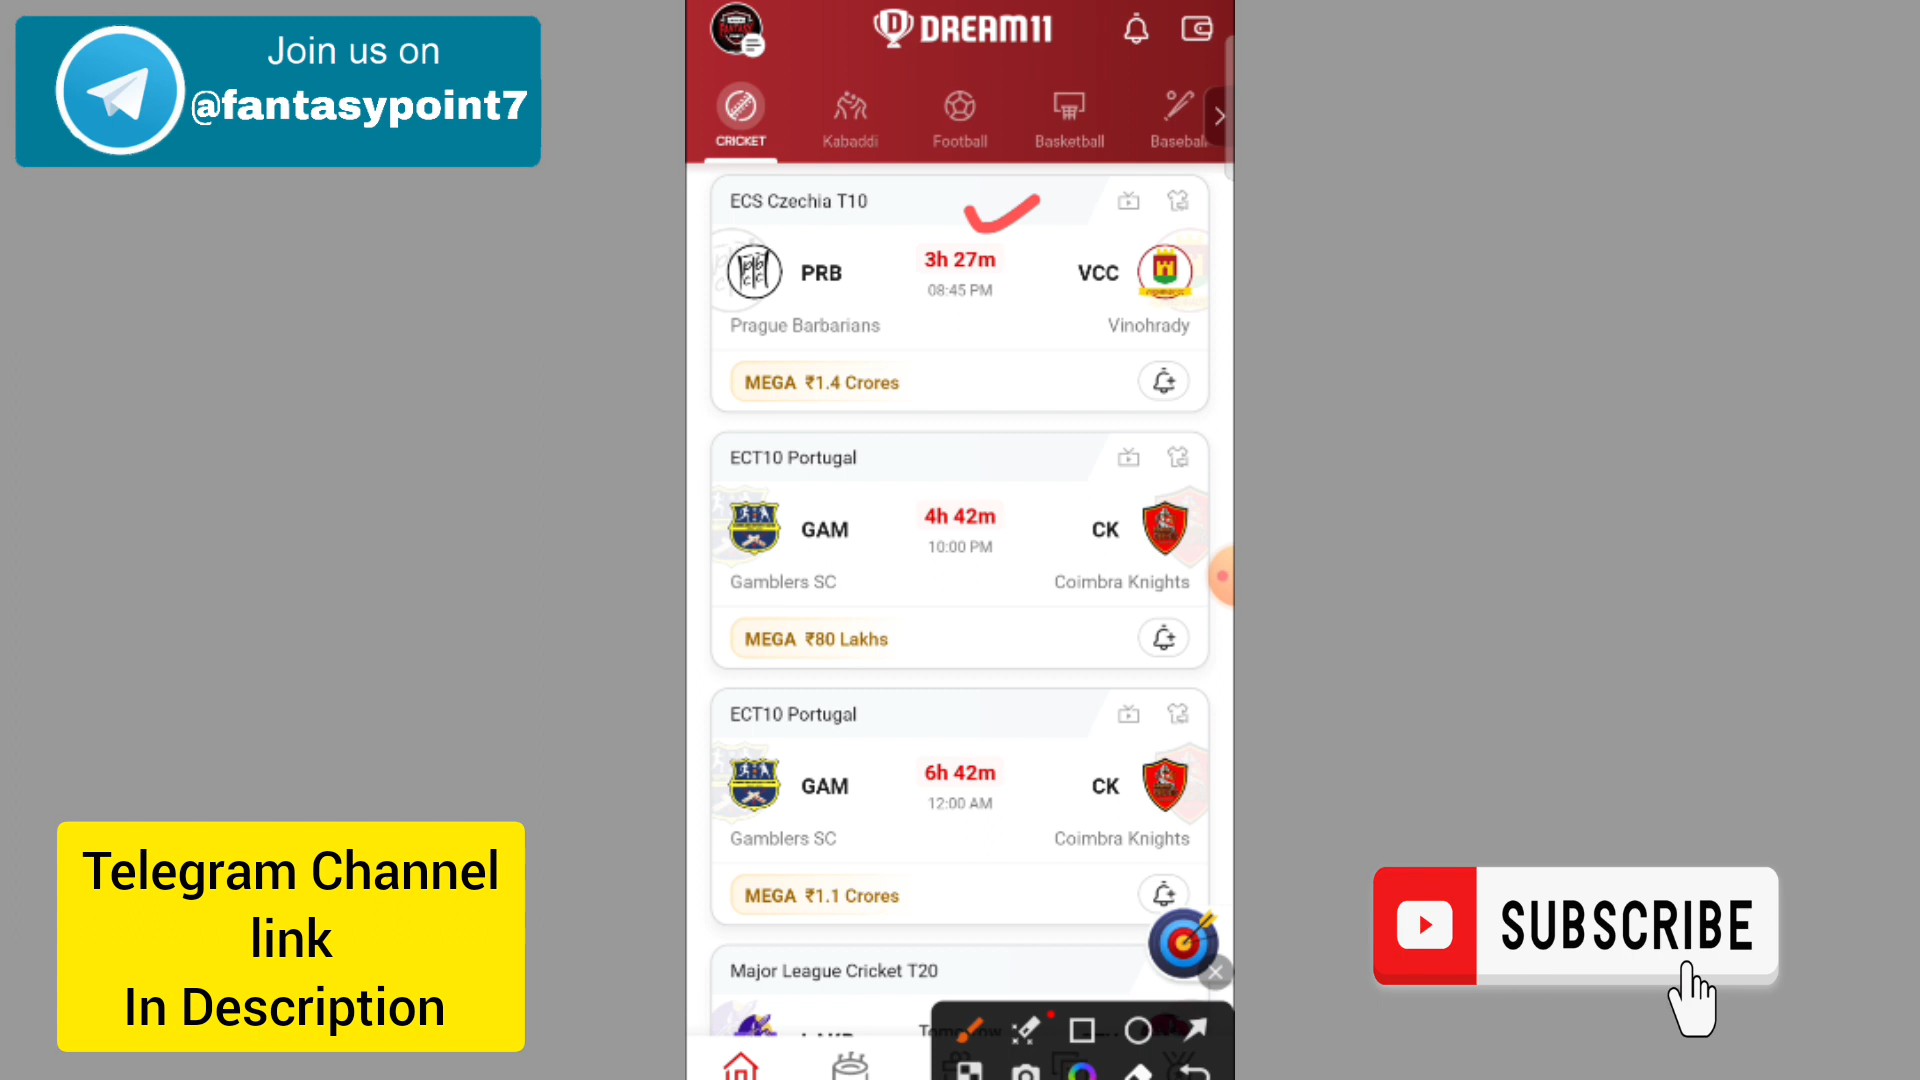 Join us on
@fantasypoint7
DREAM11
CRICKET
Kabaddi
Football
Basketball
Baseball
ECS Czechia T10
PRB
3h 27m
VCC
08:45 PM
Prague Barbarians
Vinohrady
MEGA ₹1.4 Crores
ECT10 Portugal
GAM
4h 42m
CK
10:00 PM
Gamblers SC
Coimbra Knights
MEGA ₹80 Lakhs
ECT10 Portugal
GAM
6h 42m
CK
12:00 AM
Gamblers SC
Coimbra Knights
MEGA ₹1.1 Crores
Major League Cricket T20
Telegram Channel
link
In Description
SUBSCRIBE